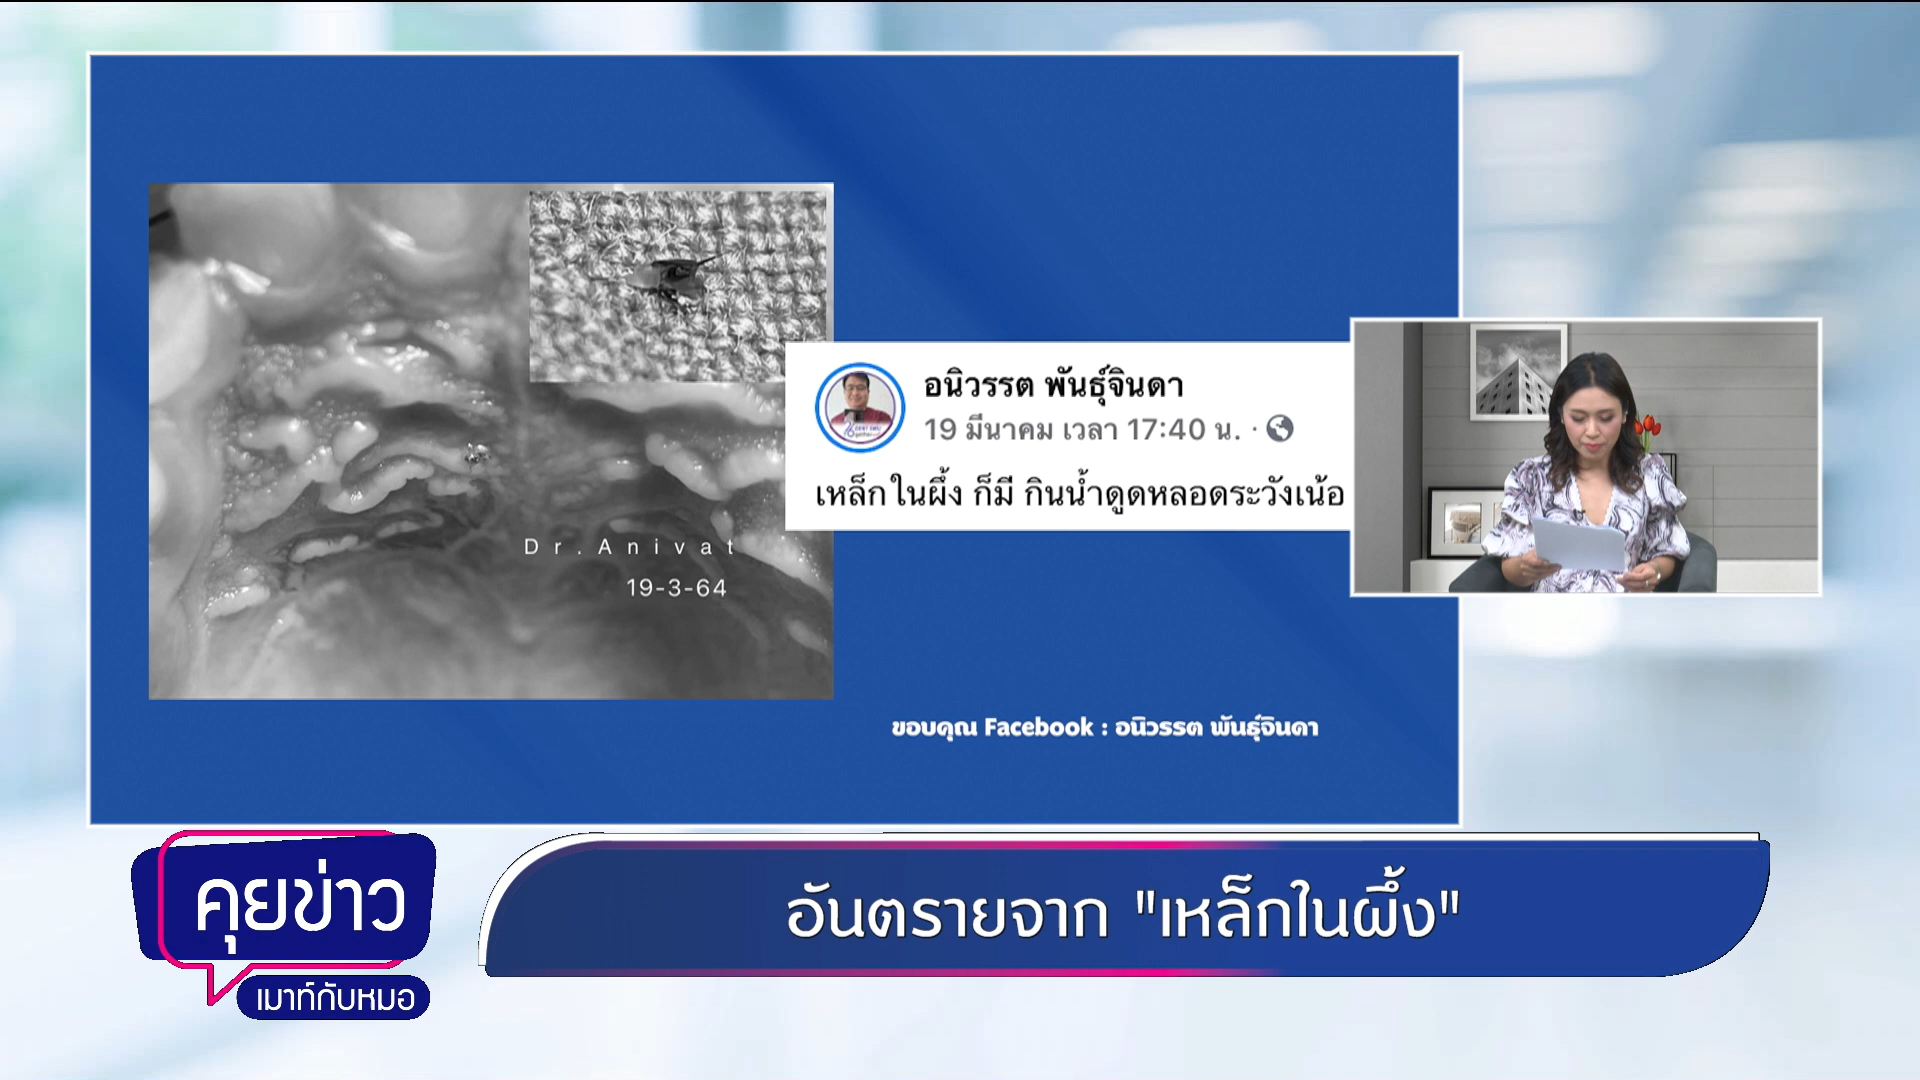 Dr.Anivat
19-3-64
อนิวรรต พันธุ์จินดา
19 มีนาคม เวลา 17:40 น. ·
เหล็กในผึ้ง ก็มี กินน้ำดูดหลอดระวังเน้อ
ขอบคุณ Facebook : อนิวรรต พันธุ์จินดา
คุยข่าว
เมาท์กับหมอ
อันตรายจาก "เหล็กในผึ้ง"